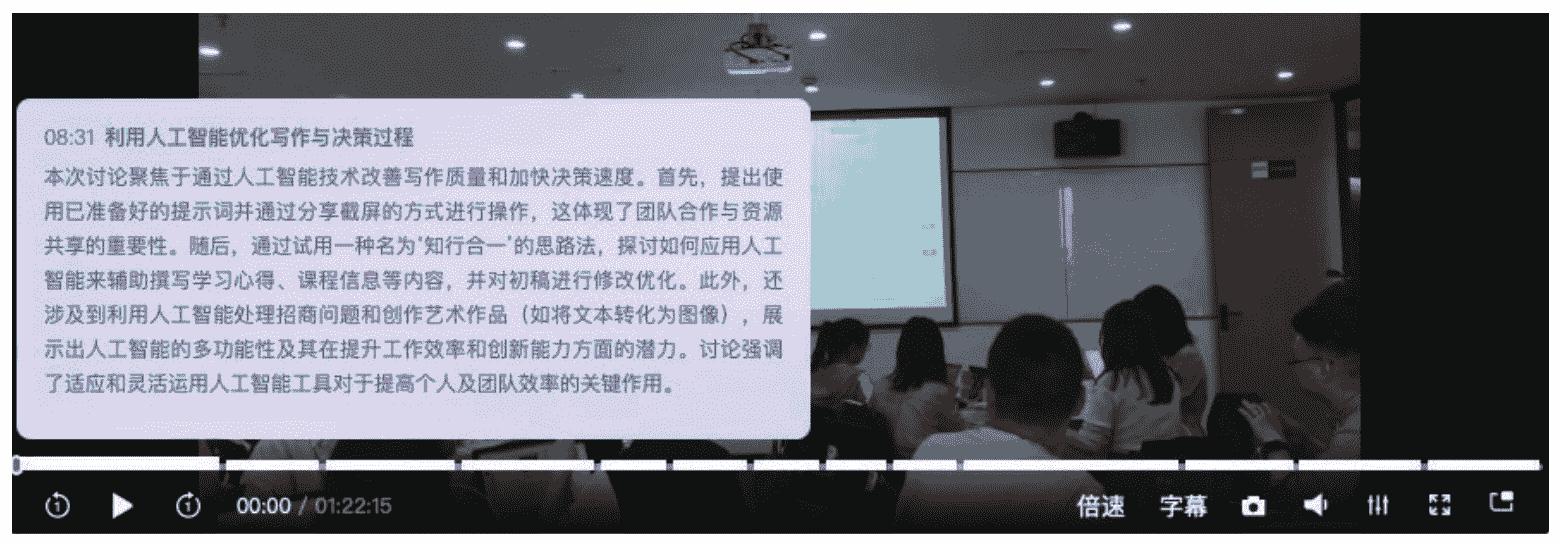 08:31 利用人工智能优化写作与决策过程
本次讨论聚焦于通过人工智能技术改善写作质量和加快决策速度。首先，提出使
用已准备好的提示词并通过分享截屏的方式进行操作，这体现了团队合作与资源
共享的重要性。随后，通过试用一种名为'知行合一'的思路法，探讨如何应用人工
智能来辅助撰写学习心得、课程信息等内容，并对初稿进行修改优化。此外，还
涉及到利用人工智能处理招商问题和创作艺术作品（如将文本转化为图像），展
示出人工智能的多功能性及其在提升工作效率和创新能力方面的潜力。讨论强调
了适应和灵活运用人工智能工具对于提高个人及团队效率的关键作用。
1 1 00:00 / 01:22:15 倍速 字幕